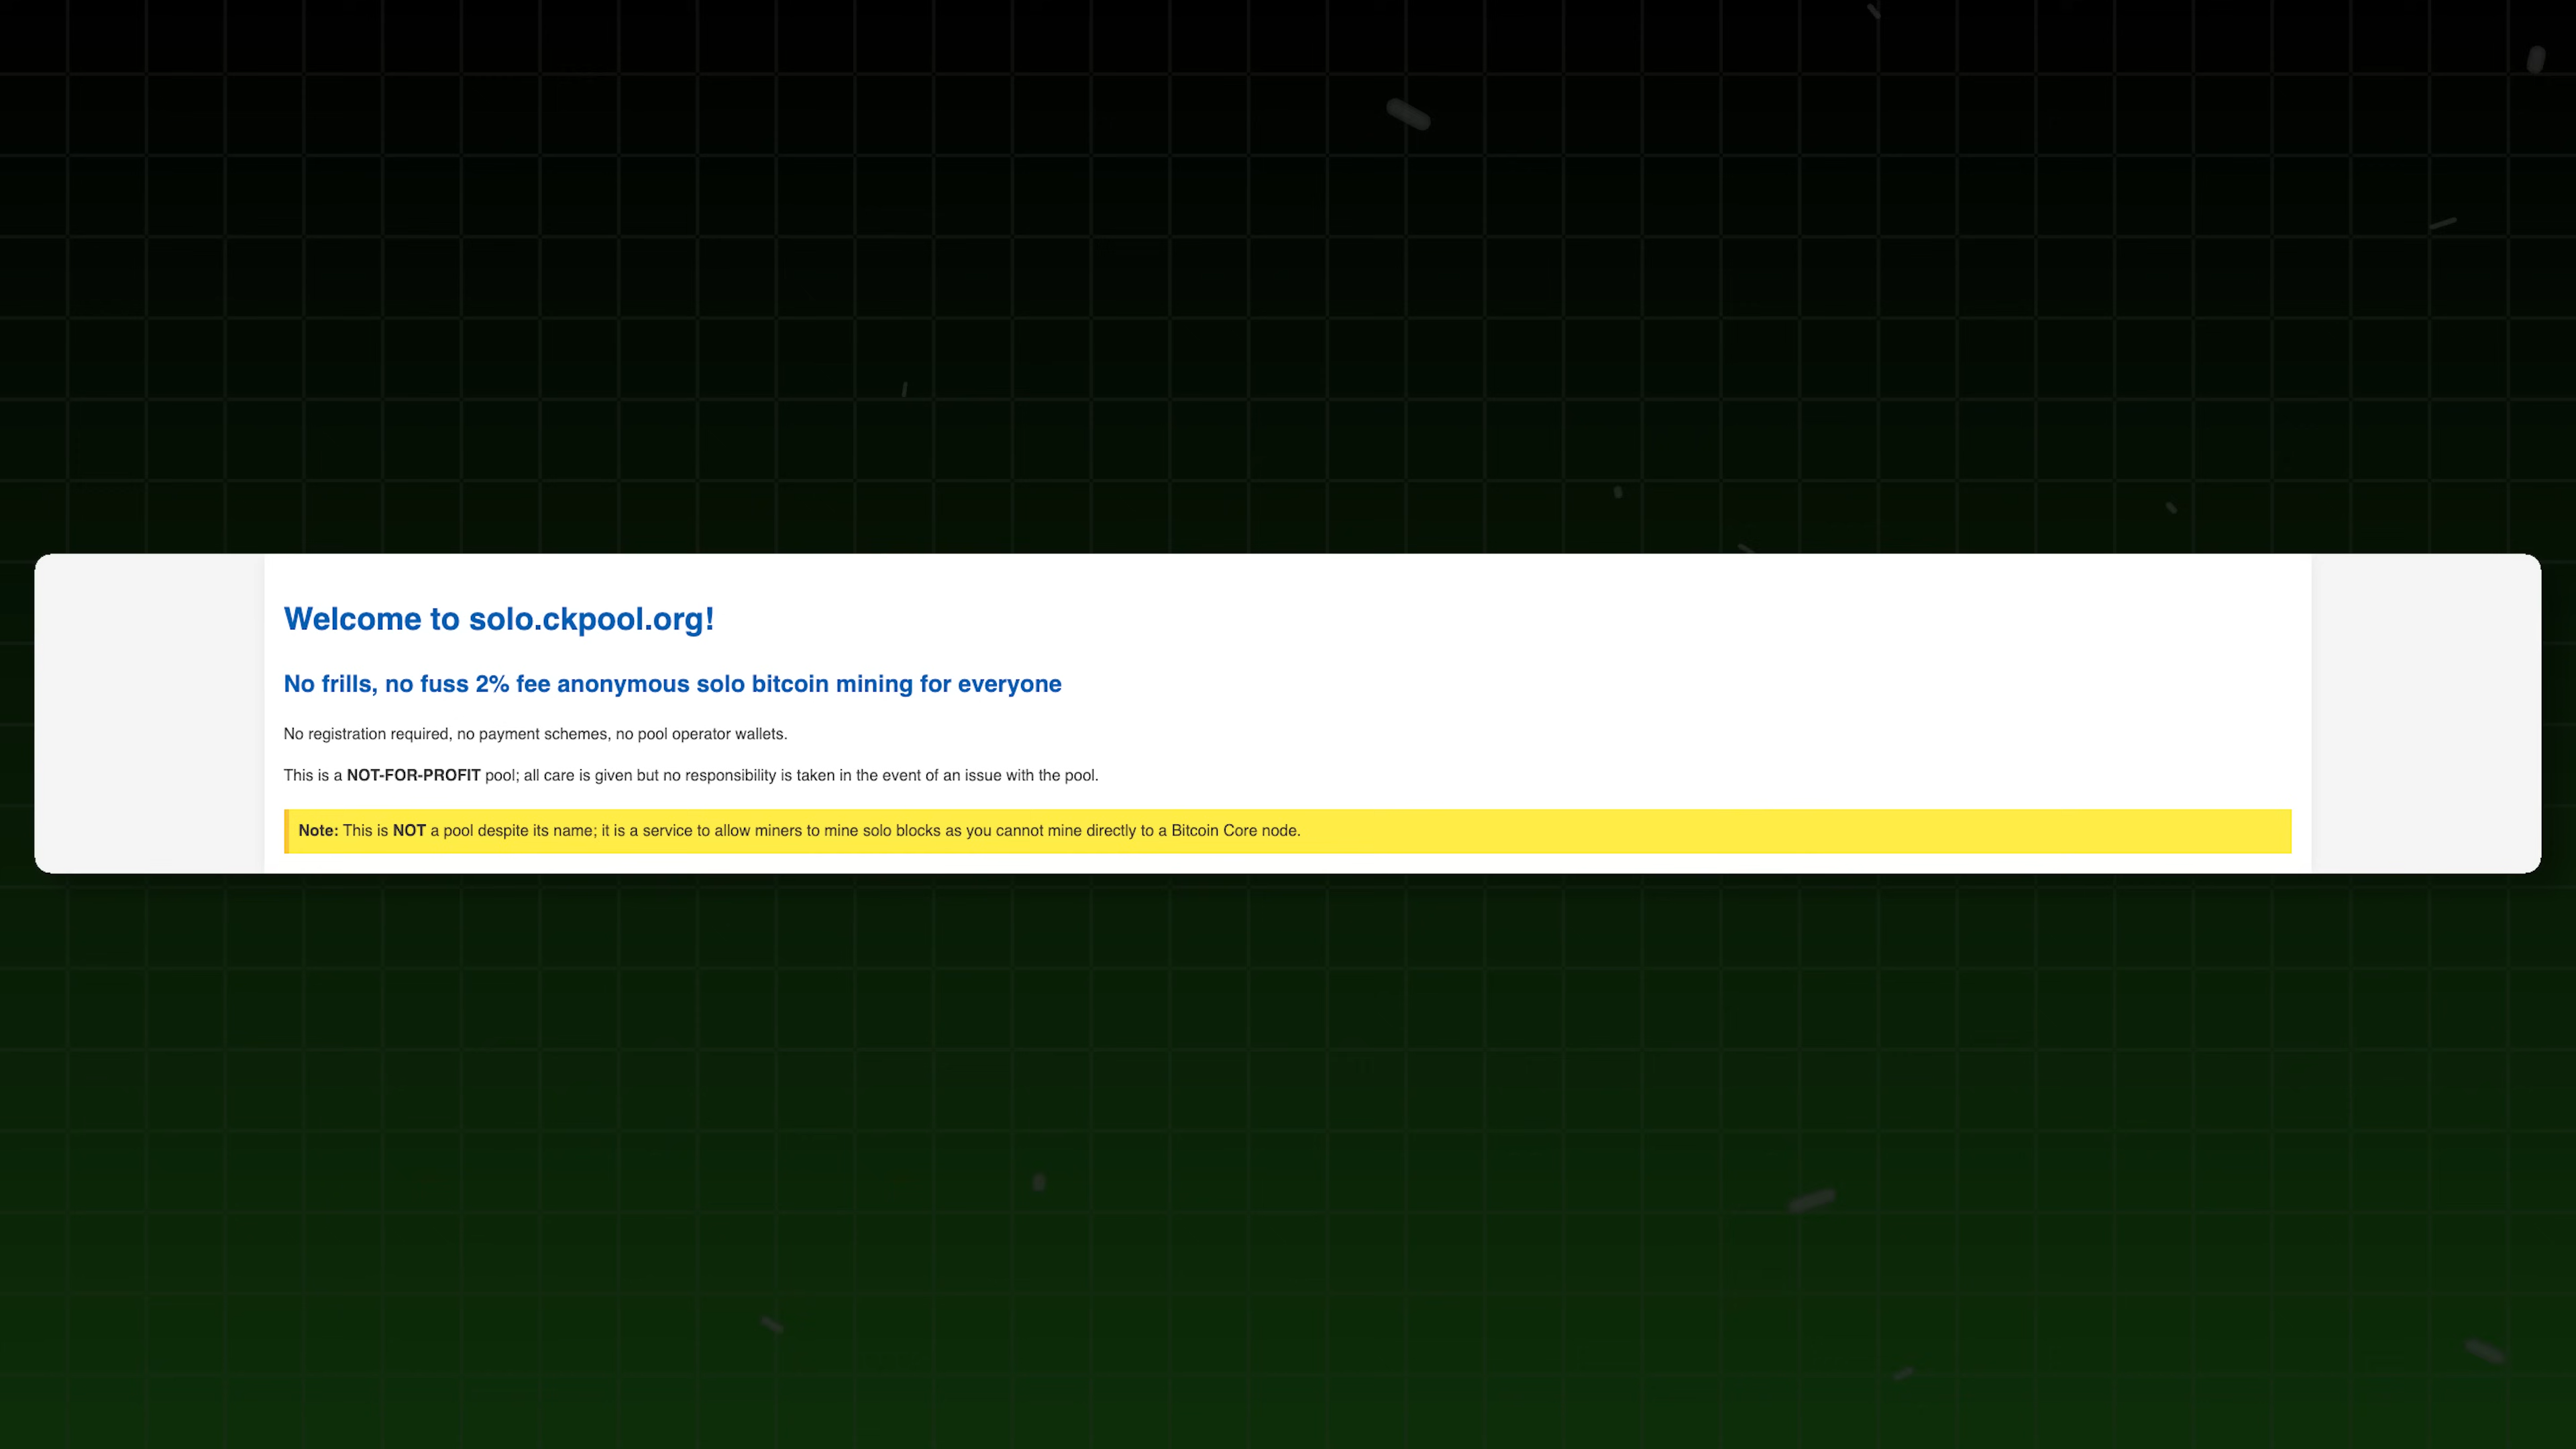 Welcome to solo.ckpool.org!
No frills, no fuss 2% fee anonymous solo bitcoin mining for everyone
No registration required, no payment schemes, no pool operator wallets.
This is a NOT-FOR-PROFIT pool; all care is given but no responsibility is taken in the event of an issue with the pool.
Note: This is NOT a pool despite its name; it is a service to allow miners to mine solo blocks as you cannot mine directly to a Bitcoin Core node.